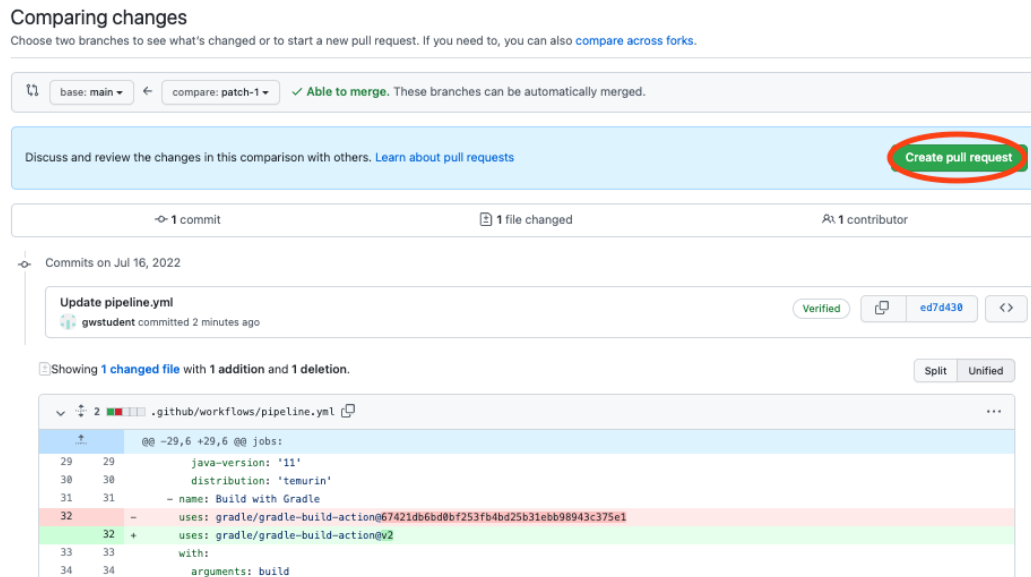 Comparing changes
Choose two branches to see what's changed or to start a new pull request. If you need to, you can also compare across forks.
base: main compare: patch-1 Able to merge. These branches can be automatically merged.
Discuss and review the changes in this comparison with others. Learn about pull requests Create pull request
1 commit 1 file changed 1 contributor
Commits on Jul 16, 2022
Update pipeline.yml
gwstudent committed 2 minutes ago Verified ed7d430
Showing 1 changed file with 1 addition and 1 deletion. Split Unified
2 .github/workflows/pipeline.yml
@@ -29,6 +29,6 @@ jobs:
29 29 java-version: '11'
30 30 distribution: 'temurin'
31 31 - name: Build with Gradle
32 - uses: gradle/gradle-build-action@67421db6bd0bf253fb4bd25b31ebb98943c375e1
32 + uses: gradle/gradle-build-action@v2
33 33 with:
34 34 arguments: build